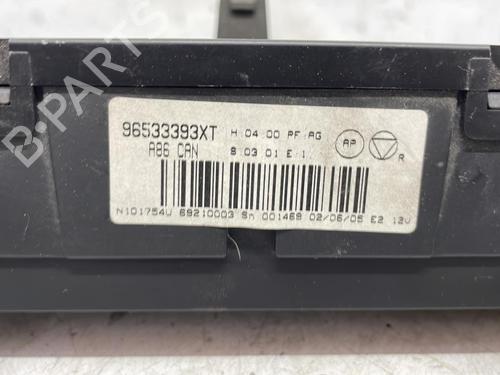 96533393XT H.04.00 PF.AG
A86 CAN S.03.01 E.1.
AP R
N101754U 69210003 Sn 001469 02/06/05 E2 12V
B-PARTS